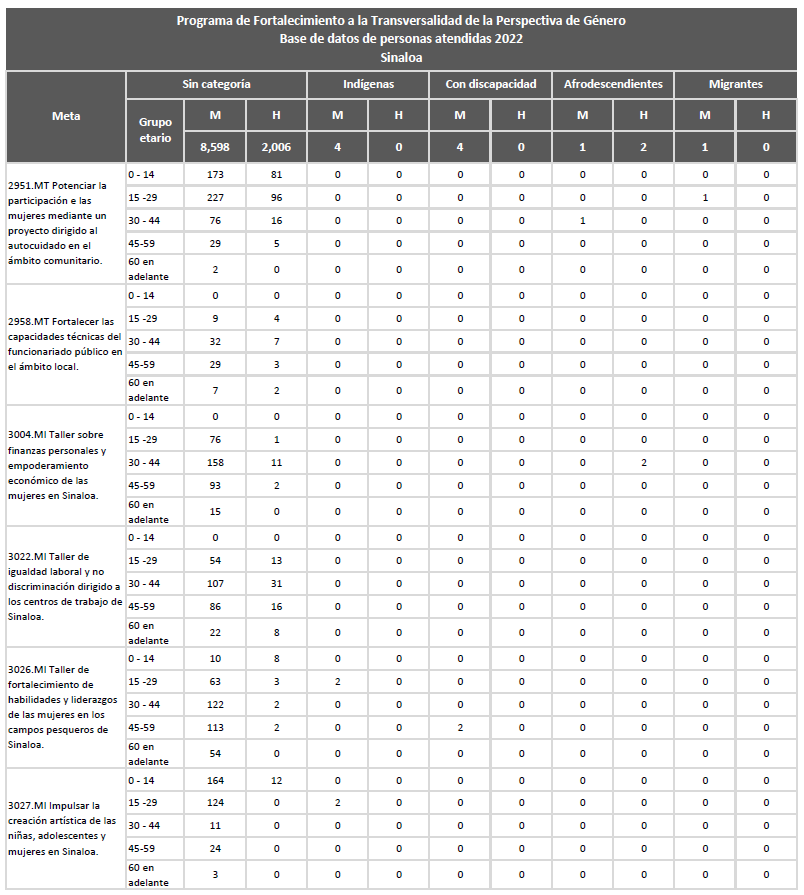 Programa de Fortalecimiento a la Transversalidad de la Perspectiva de Género
Base de datos de personas atendidas 2022
Sinaloa
Meta
Sin categoría Indígenas Con discapacidad Afrodescendientes Migrantes
Grupo etario M H M H M H M H M H
8,598 2,006 4 0 4 0 1 2 1 0
2951.MT Potenciar la
participación e las
mujeres mediante un
proyecto dirigido al
autocuidado en el
ámbito comunitario.
0 - 14 173 81 0 0 0 0 0 0 0 0
15 -29 227 96 0 0 0 0 0 0 1 0
30 - 44 76 16 0 0 0 0 1 0 0 0
45-59 29 5 0 0 0 0 0 0 0 0
60 en adelante 2 0 0 0 0 0 0 0 0 0
2958.MT Fortalecer las
capacidades técnicas del
funcionariado público en
el ámbito local.
0 - 14 0 0 0 0 0 0 0 0 0 0
15 -29 9 4 0 0 0 0 0 0 0 0
30 - 44 32 7 0 0 0 0 0 0 0 0
45-59 29 3 0 0 0 0 0 0 0 0
60 en adelante 7 2 0 0 0 0 0 0 0 0
3004.MI Taller sobre
finanzas personales y
empoderamiento
económico de las
mujeres en Sinaloa.
0 - 14 0 0 0 0 0 0 0 0 0 0
15 -29 76 1 0 0 0 0 0 0 0 0
30 - 44 158 11 0 0 0 0 0 2 0 0
45-59 93 2 0 0 0 0 0 0 0 0
60 en adelante 15 0 0 0 0 0 0 0 0 0
3022.MI Taller de
igualdad laboral y no
discriminación dirigido a
los centros de trabajo de
Sinaloa.
0 - 14 0 0 0 0 0 0 0 0 0 0
15 -29 54 13 0 0 0 0 0 0 0 0
30 - 44 107 31 0 0 0 0 0 0 0 0
45-59 86 16 0 0 0 0 0 0 0 0
60 en adelante 22 8 0 0 0 0 0 0 0 0
3026.MI Taller de
fortalecimiento de
habilidades y liderazgos
de las mujeres en los
campos pesqueros de
Sinaloa.
0 - 14 10 8 0 0 0 0 0 0 0 0
15 -29 63 3 2 0 0 0 0 0 0 0
30 - 44 122 2 0 0 0 0 0 0 0 0
45-59 113 2 0 0 2 0 0 0 0 0
60 en adelante 54 0 0 0 0 0 0 0 0 0
3027.MI Impulsar la
creación artística de las
niñas, adolescentes y
mujeres en Sinaloa.
0 - 14 164 12 0 0 0 0 0 0 0 0
15 -29 124 0 2 0 0 0 0 0 0 0
30 - 44 11 0 0 0 0 0 0 0 0 0
45-59 24 0 0 0 0 0 0 0 0 0
60 en adelante 3 0 0 0 0 0 0 0 0 0